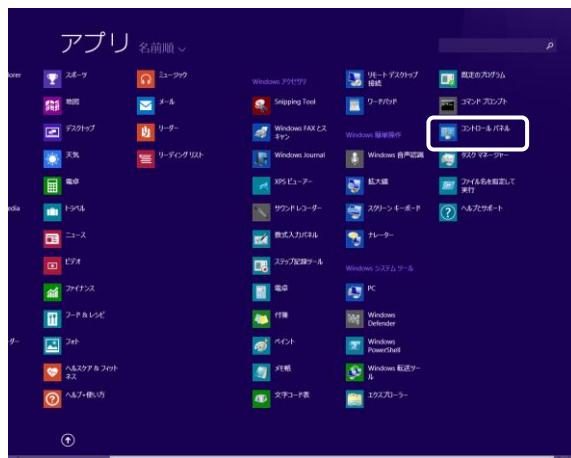 アプリ 名前順
orer
スポーツ
地図
デスクトップ
天気
電卓
edia
トラベル
ニュース
ビデオ
ファイナンス
フード & レシピ
ダー
フォト
ヘルスケア & フィットネス
ヘルプ+使い方
ミュージック
メール
リーダー
リーディング リスト
Windows アクセサリ
Snipping Tool
Windows FAX とス
キャン
Windows Journal
XPS ビューアー
サウンド レコーダー
数式入力パネル
ステップ記録ツール
電卓
付箋
ペイント
メモ帳
文字コード表
リモート デスクトップ
接続
ワードパッド
Windows 簡単操作
Windows 音声認識
拡大鏡
スクリーン キーボード
ナレーター
Windows システム ツール
PC
Windows
Defender
Windows
PowerShell
Windows 転送ツー
ル
エクスプローラー
既定のプログラム
コマンド プロンプト
コントロール パネル
タスク マネージャー
ファイル名を指定して
実行
ヘルプとサポート